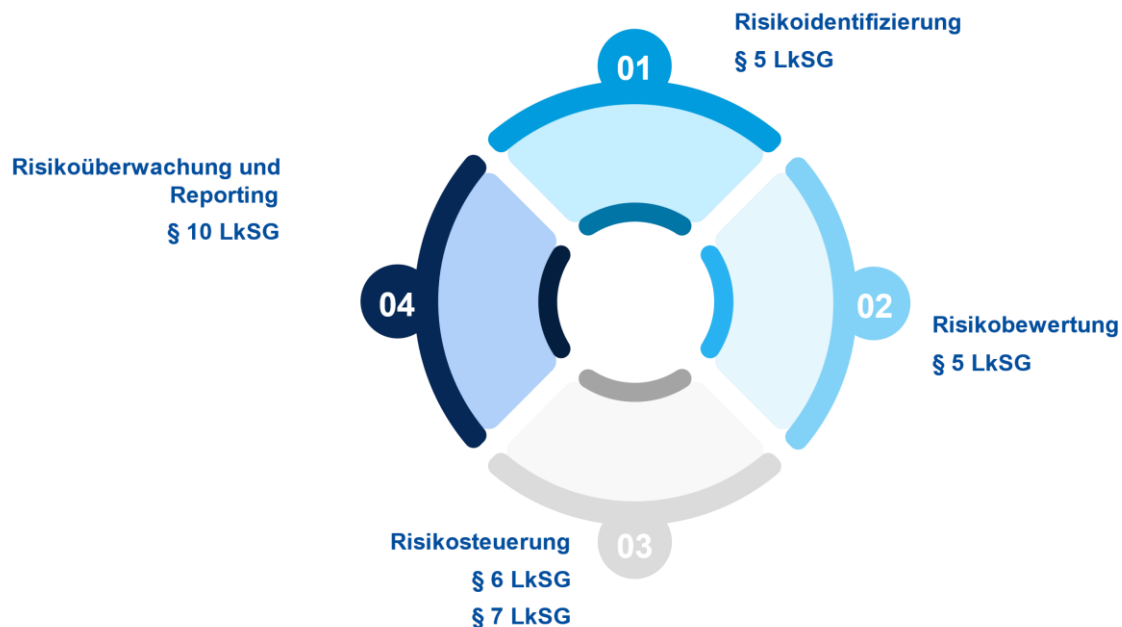 01
Risikoidentifizierung
§ 5 LkSG
02
Risikobewertung
§ 5 LkSG
03
Risikosteuerung
§ 6 LkSG
§ 7 LkSG
04
Risikoüberwachung und
Reporting
§ 10 LkSG